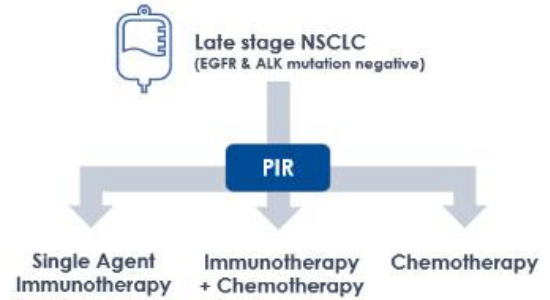 Late stage NSCLC
(EGFR & ALK mutation negative)
PIR
Single Agent
Immunotherapy
Immunotherapy
+ Chemotherapy
Chemotherapy